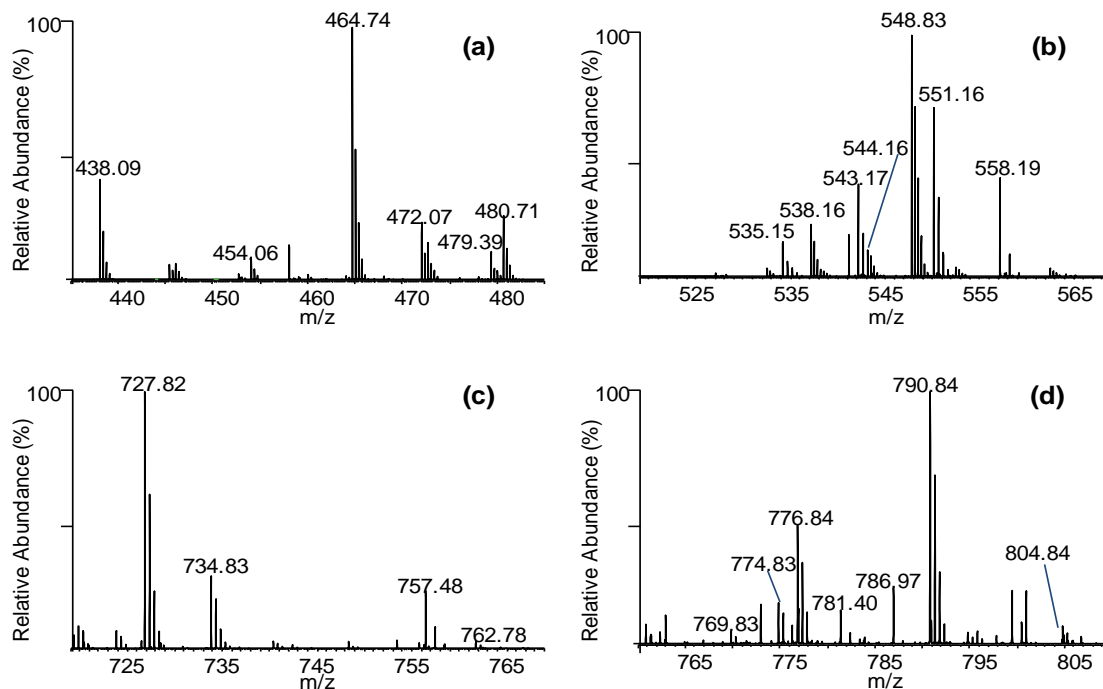 100
464.74
(a)
438.09
454.06
472.07
479.39
480.71
Relative Abundance (%)
440 450 460 470 480
m/z
100
548.83
(b)
551.16
544.16
543.17
558.19
538.16
535.15
Relative Abundance (%)
525 535 545 555 565
m/z
100
727.82
(c)
734.83
757.48
762.78
Relative Abundance (%)
725 745 755 765
m/z
100
790.84
(d)
776.84
774.83
786.97
804.84
781.40
769.83
Relative Abundance (%)
765 775 785 795 805
m/z